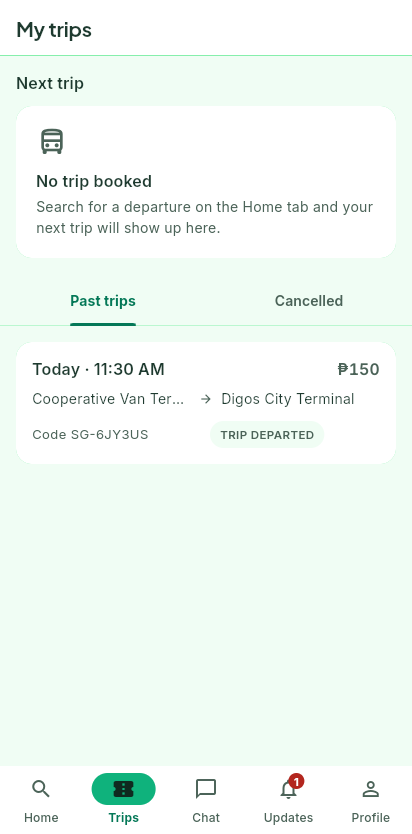 My trips
Next trip
No trip booked
Search for a departure on the Home tab and your
next trip will show up here.
Past trips
Cancelled
Today · 11:30 AM
₱150
Cooperative Van Ter...
→ Digos City Terminal
Code SG-6JY3US
TRIP DEPARTED
1
Home
Trips
Chat
Updates
Profile